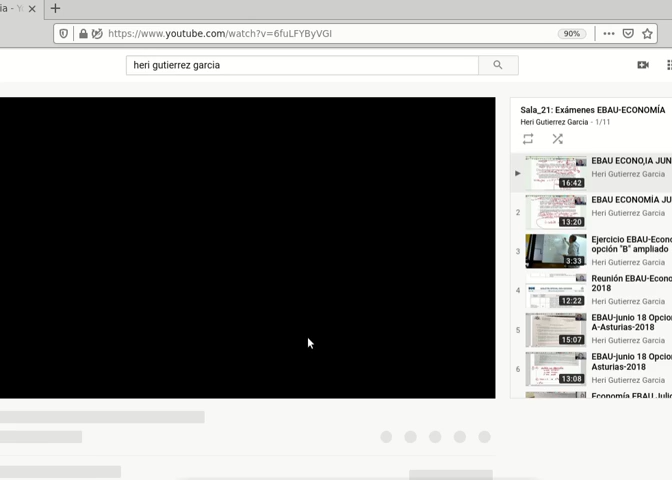 ia - Y
https://www.youtube.com/watch?v=6fuLFYByVGI
90%
heri gutierrez garcia
Sala_21: Exámenes EBAU-ECONOMÍA
Heri Gutierrez Garcia - 1/11
EBAU ECONO,IA JUN
Heri Gutierrez Garcia
16:42
2
EBAU ECONOMÍA JU
Heri Gutierrez Garcia
13:20
3
Ejercicio EBAU-Econo
opción "B" ampliado
Heri Gutierrez Garcia
3:33
4
Reunión EBAU-Econo
2018
Heri Gutierrez Garcia
12:22
5
EBAU-junio 18 Opcion
A-Asturias-2018
Heri Gutierrez Garcia
15:07
6
EBAU-junio 18 Opcion
Asturias-2018
Heri Gutierrez Garcia
13:08
Economía EBAU Julio